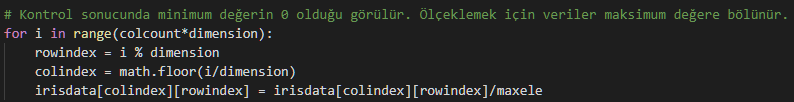 # Kontrol sonucunda minimum değerin 0 olduğu görülür. Ölçeklemek için veriler maksimum değere bölünür.
for i in range(colcount*dimension):
    rowindex = i % dimension
    colindex = math.floor(i/dimension)
    irisdata[colindex][rowindex] = irisdata[colindex][rowindex]/maxele